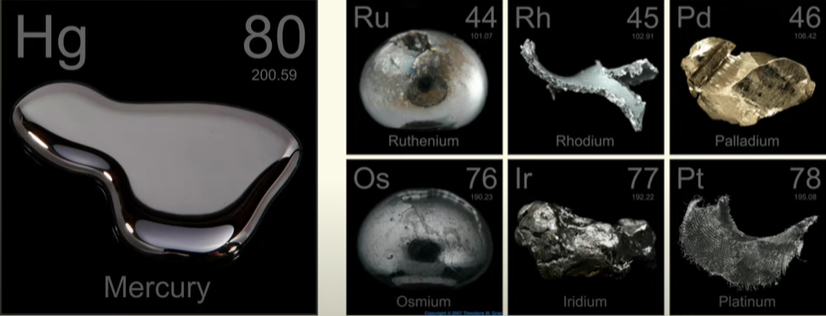 Hg 80
200.59
Mercury
Ru 44
101.07
Ruthenium
Rh 45
102.91
Rhodium
Pd 46
106.42
Palladium
Os 76
190.23
Osmium
Ir 77
192.22
Iridium
Pt 78
195.08
Platinum